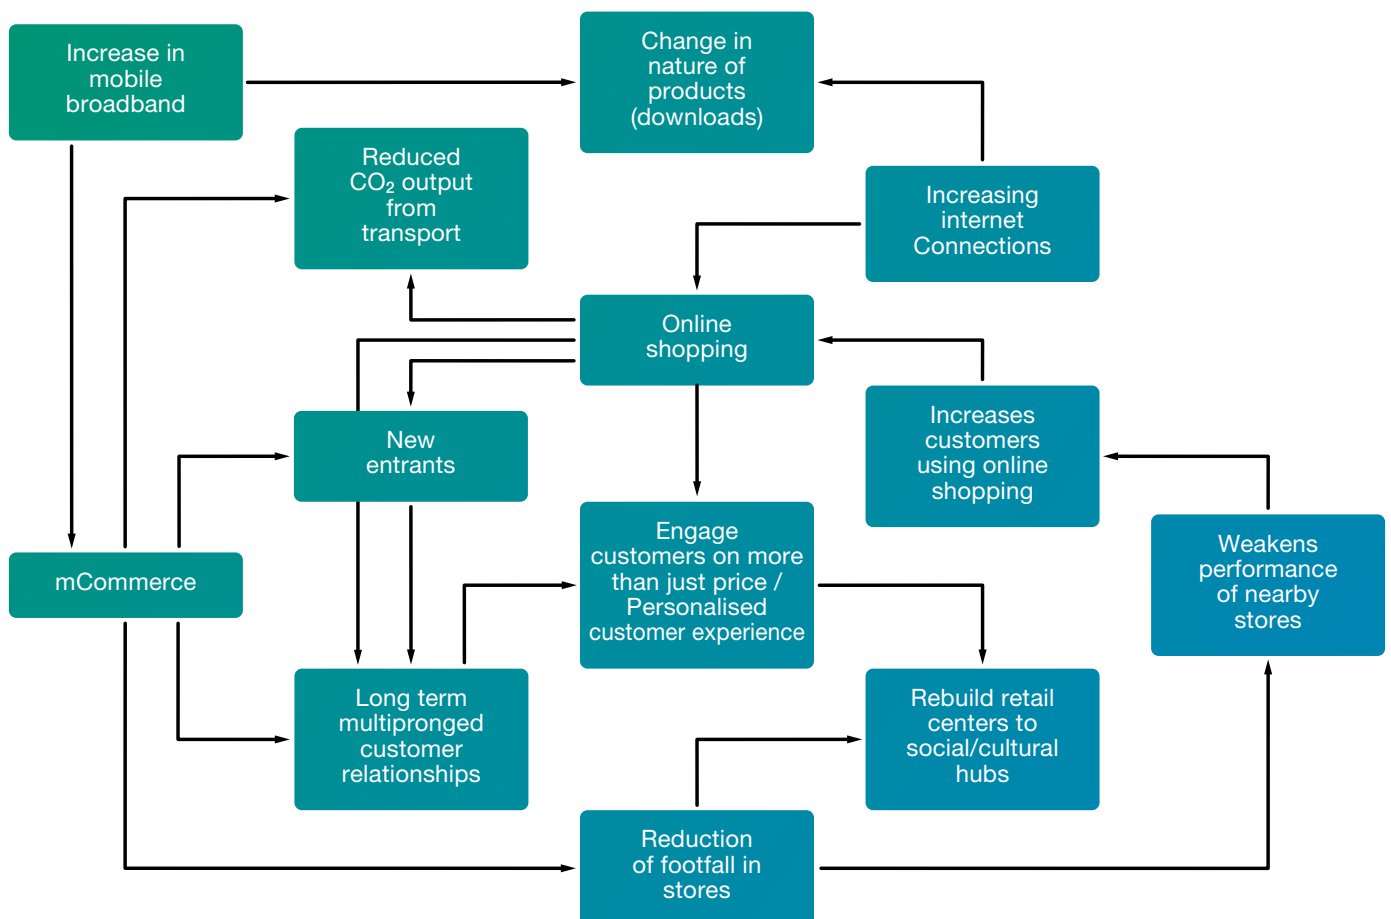 Increase in
mobile
broadband
Change in
nature of
products
(downloads)
Reduced
CO₂ output
from
transport
Increasing
internet
Connections
Online
shopping
Increases
customers
using online
shopping
New
entrants
Engage
customers on more
than just price /
Personalised
customer experience
Weakens
performance
of nearby
stores
mCommerce
Long term
multipronged
customer
relationships
Rebuild retail
centers to
social/cultural
hubs
Reduction
of footfall in
stores